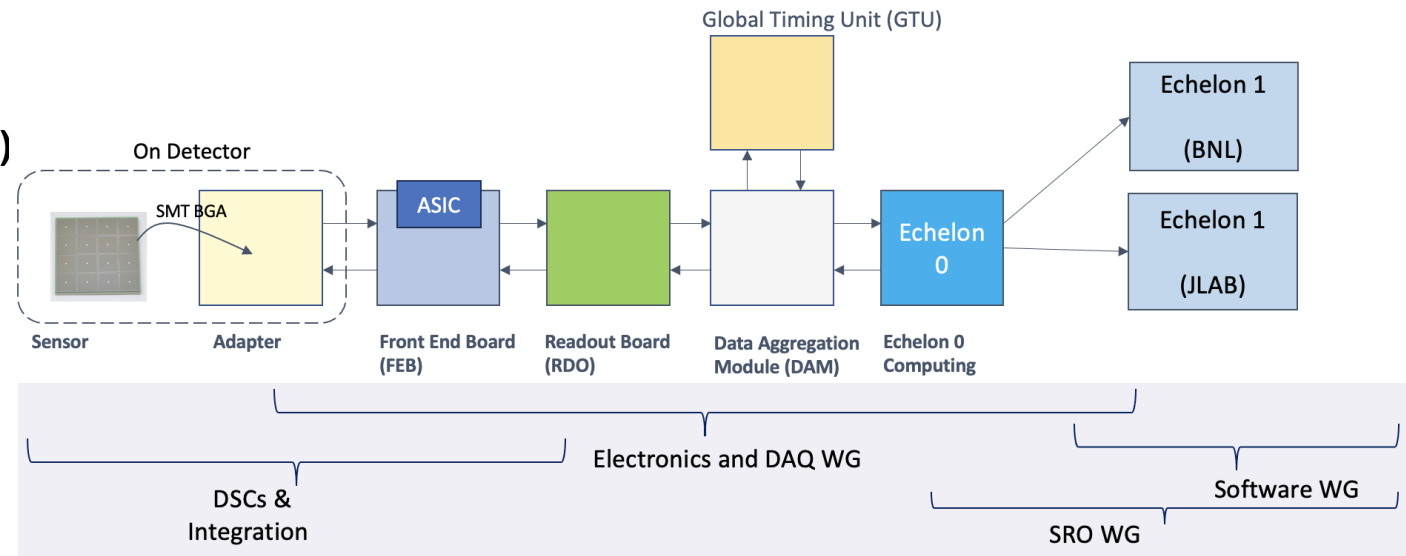 Global Timing Unit (GTU)
)
On Detector
SMT BGA
ASIC
Echelon
0
Echelon 1
(BNL)
Echelon 1
(JLAB)
Sensor
Adapter
Front End Board
(FEB)
Readout Board
(RDO)
Data Aggregation
Module (DAM)
Echelon 0
Computing
Electronics and DAQ WG
DSCs &
Integration
Software WG
SRO WG